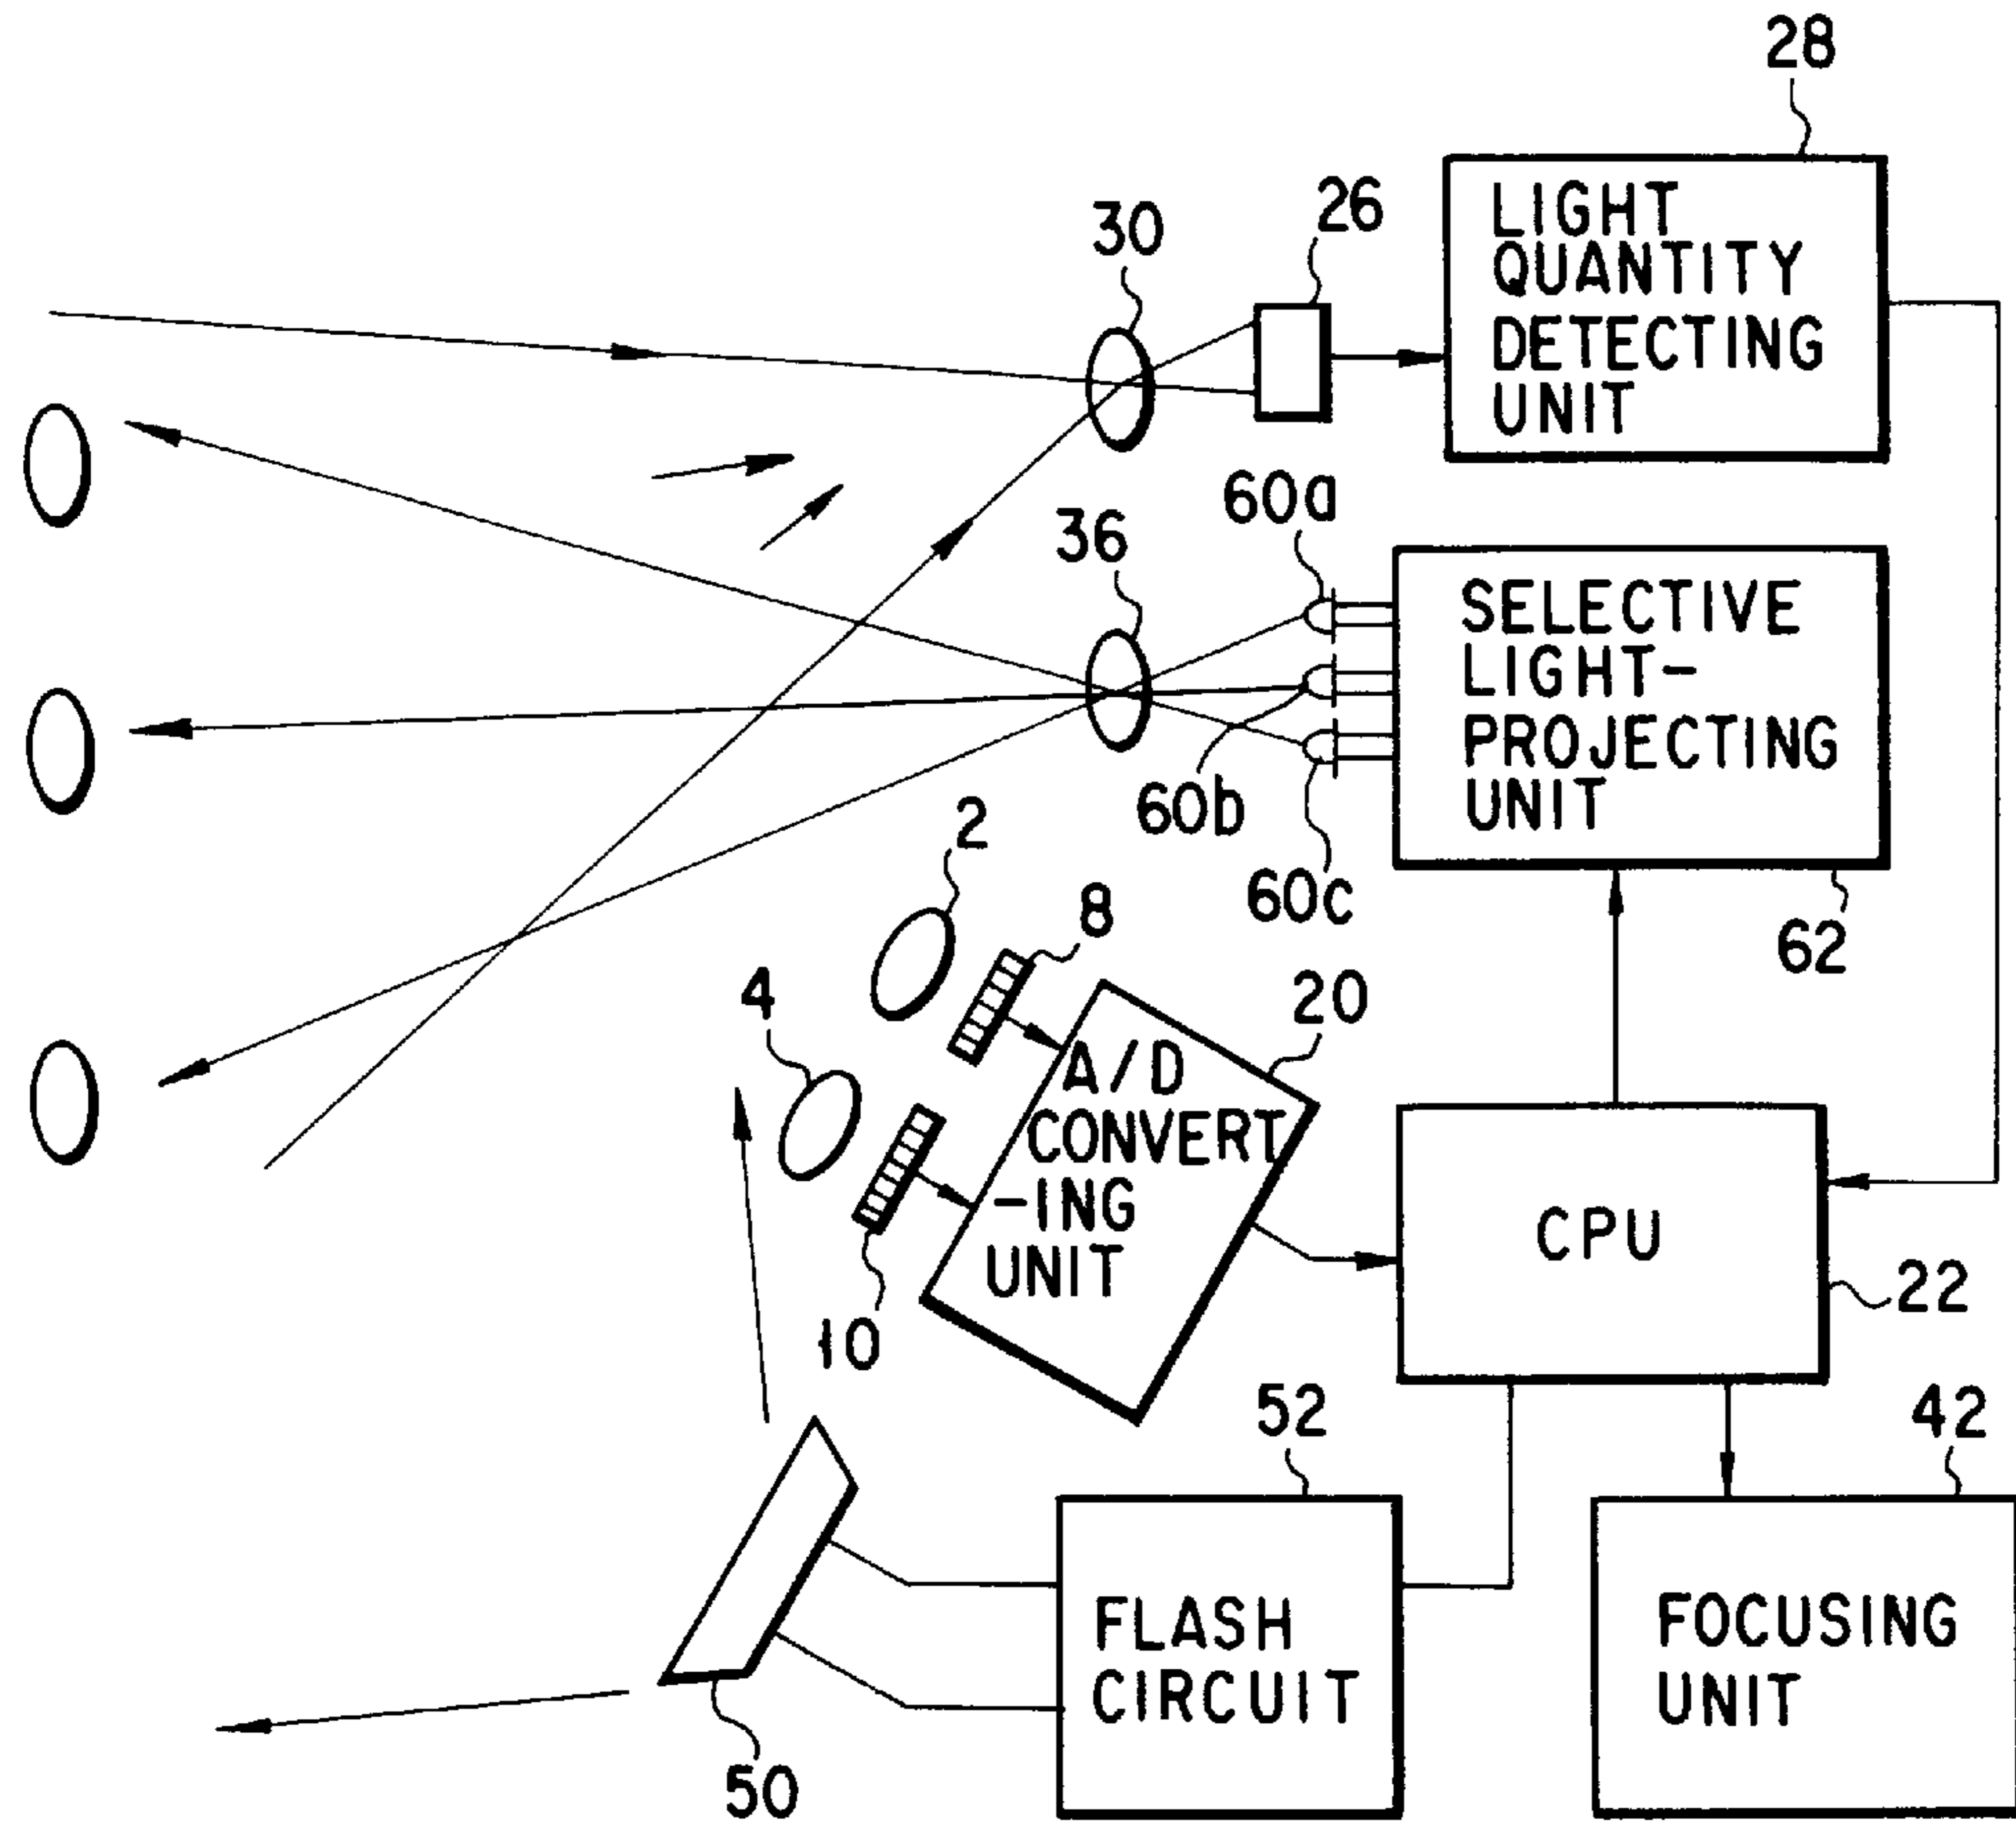 28
26
30
LIGHT
QUANTITY
DETECTING
UNIT
60a
36
SELECTIVE
LIGHT-
PROJECTING
UNIT
60b
60c
2
8
62
4
20
A/D
CONVERT
-ING
UNIT
CPU
22
10
52
42
FLASH
CIRCUIT
FOCUSING
UNIT
50